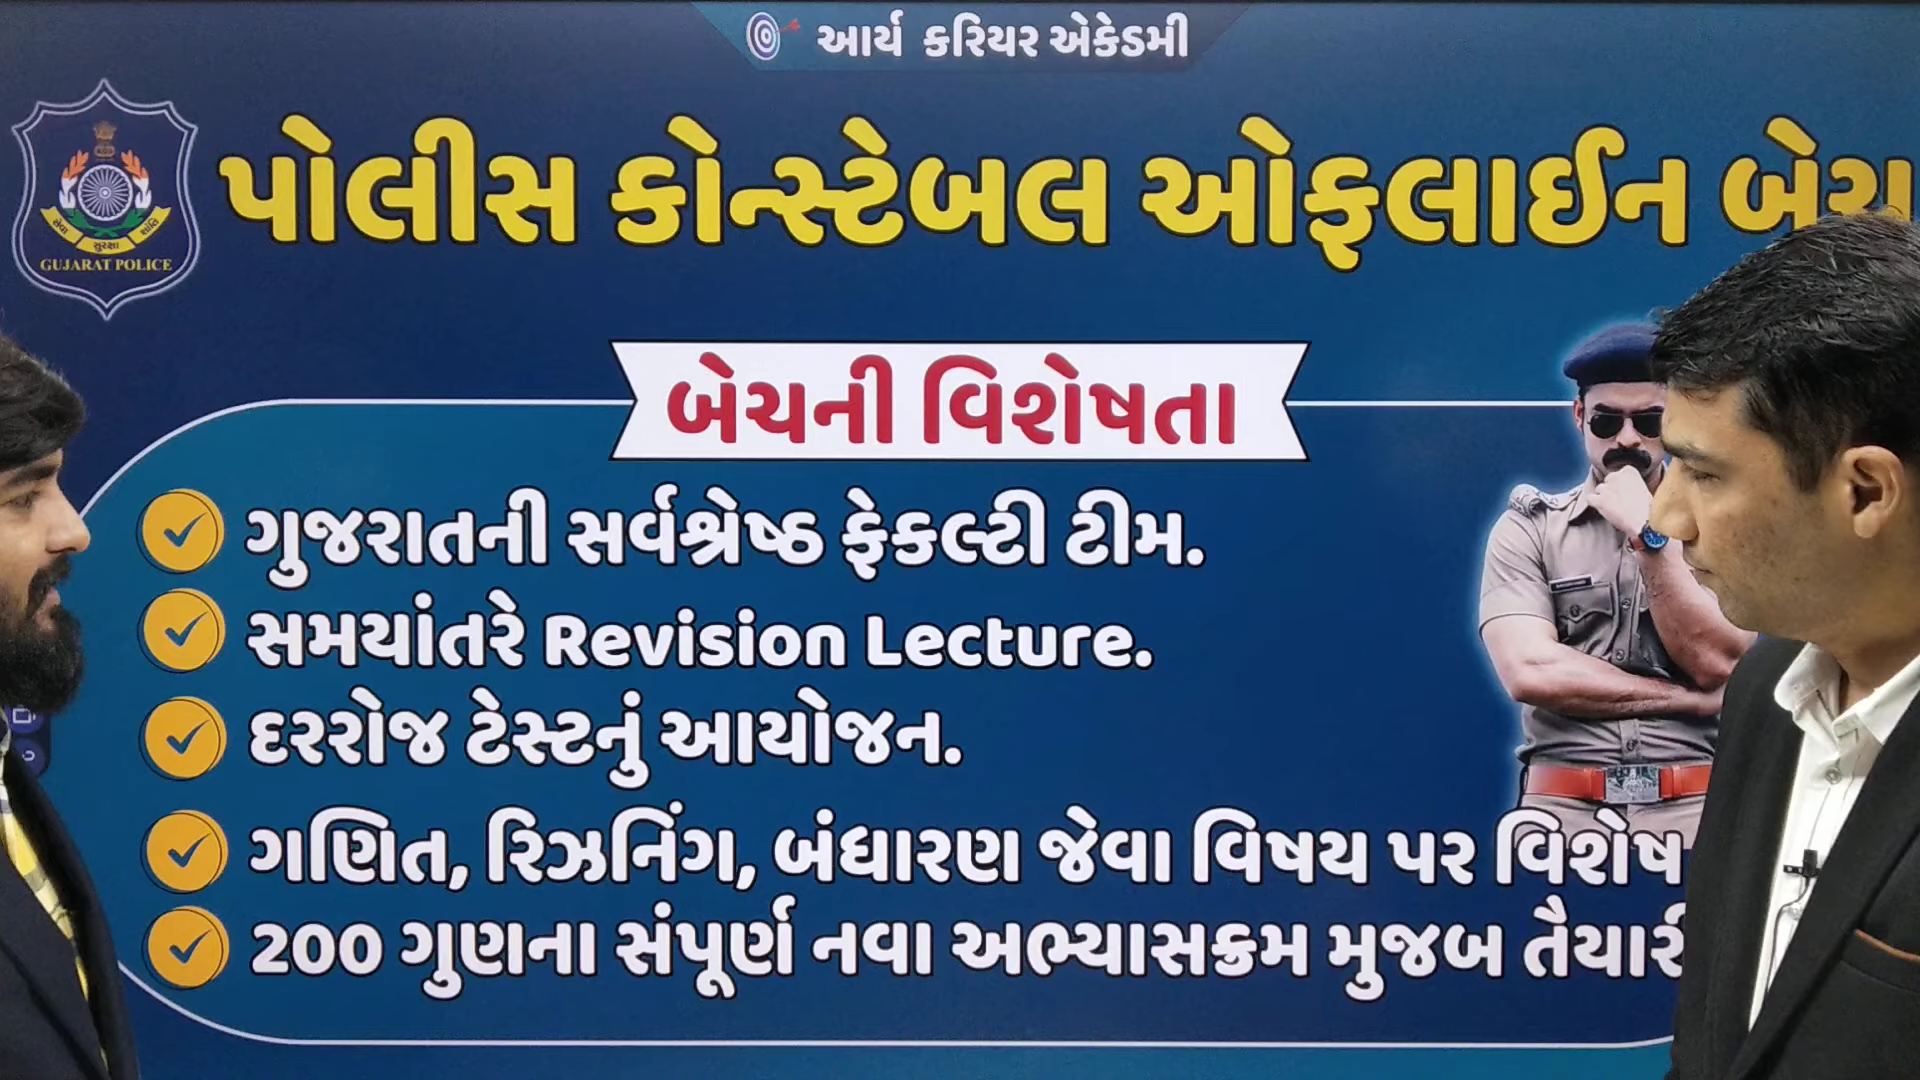 આર્ય કરિયર એકેડમી
પોલીસ કોન્સ્ટેબલ ઓફલાઈન બેચ
સેવા
સુરક્ષા
શાંતિ
GUJARAT POLICE
બેચની વિશેષતા
ગુજરાતની સર્વશ્રેષ્ઠ ફેકલ્ટી ટીમ.
સમયાંતરે Revision Lecture.
દરરોજ ટેસ્ટનું આયોજન.
ગણિત, રિઝનિંગ, બંધારણ જેવા વિષય પર વિશેષ
200 ગુણના સંપૂર્ણ નવા અભ્યાસક્રમ મુજબ તૈયારી